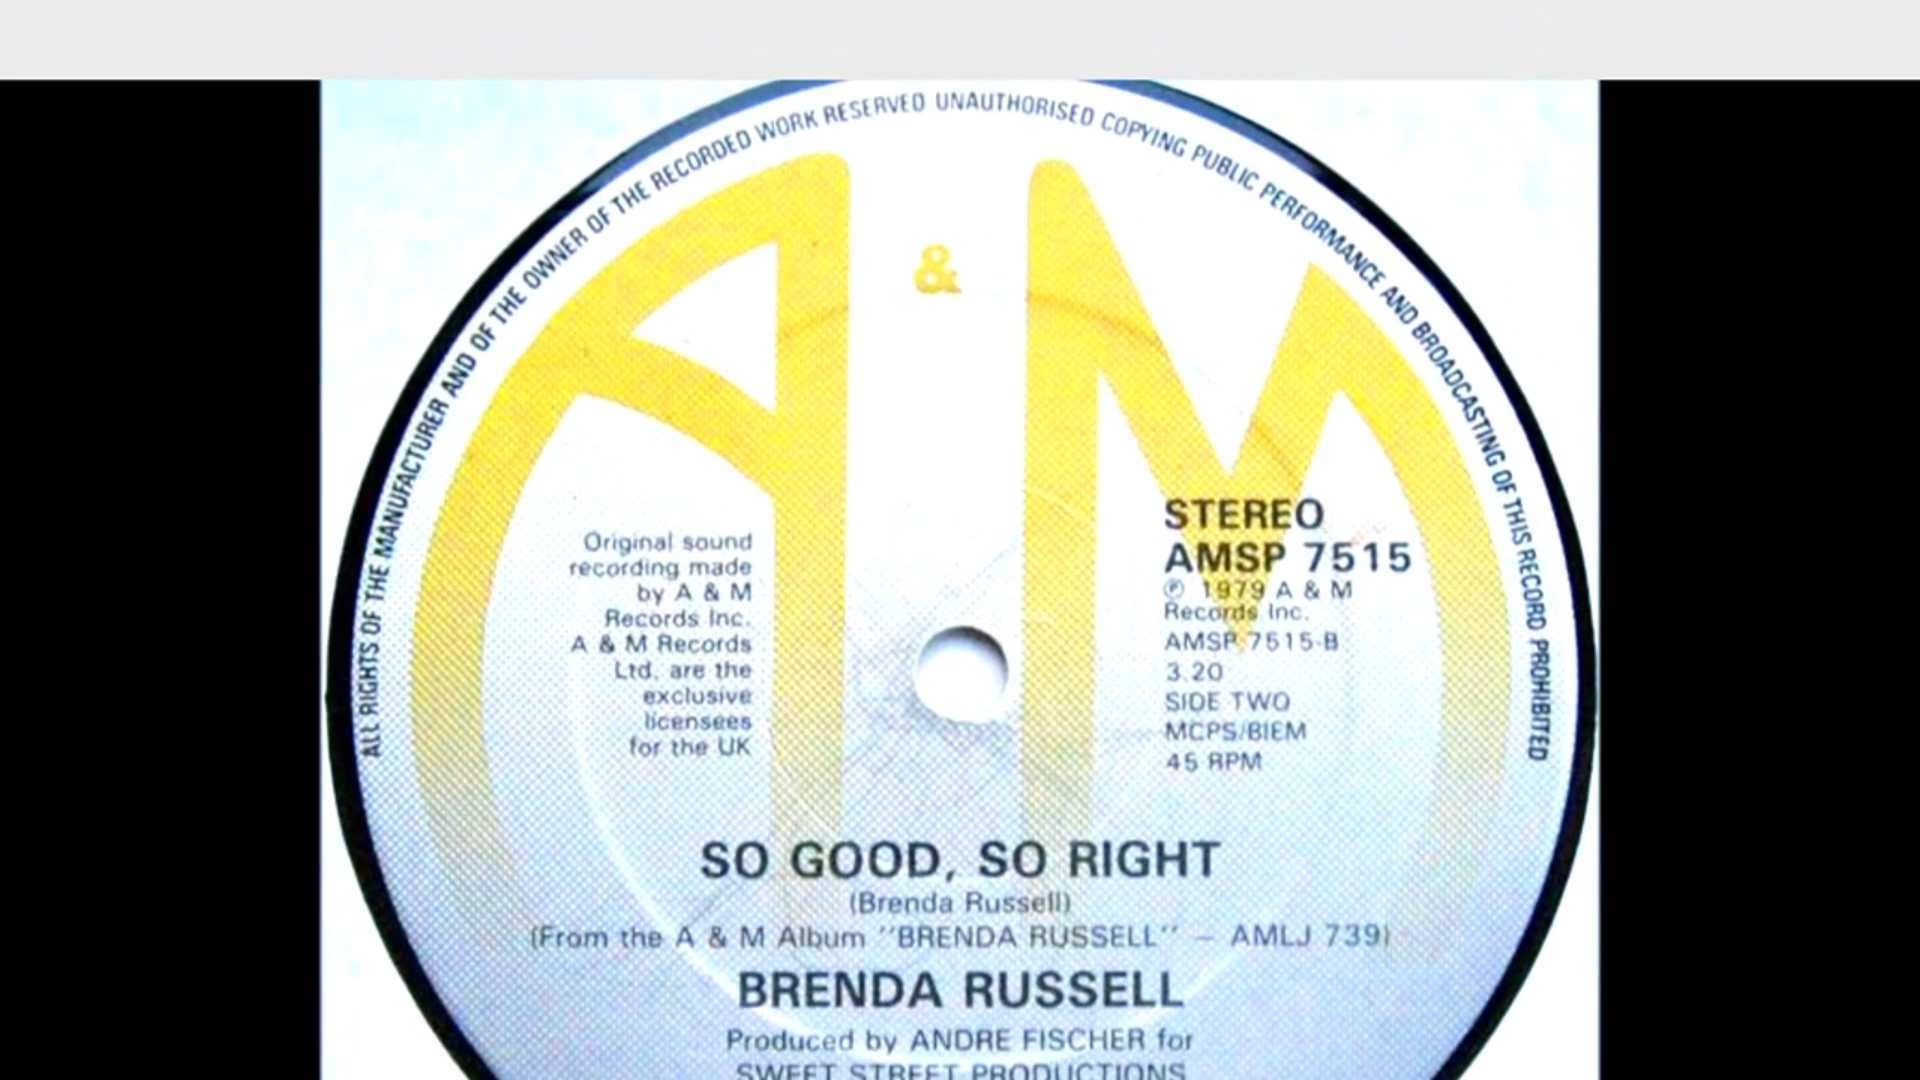 ALL RIGHTS OF THE MANUFACTURER AND OF THE OWNER OF THE RECORDED WORK RESERVED UNAUTHORISED COPYING PUBLIC PERFORMANCE AND BROADCASTING OF THIS RECORD PROHIBITED
A & M
Original sound
recording made
by A & M
Records Inc.
A & M Records
Ltd. are the
exclusive
licensees
for the UK
STEREO
AMSP 7515
℗ 1979 A & M
Records Inc.
AMSP 7515-B
3.20
SIDE TWO
MCPS/BIEM
45 RPM
SO GOOD, SO RIGHT
(Brenda Russell)
(From the A & M Album "BRENDA RUSSELL" — AMLJ 739)
BRENDA RUSSELL
Produced by ANDRE FISCHER for
SWEET STREET PRODUCTIONS